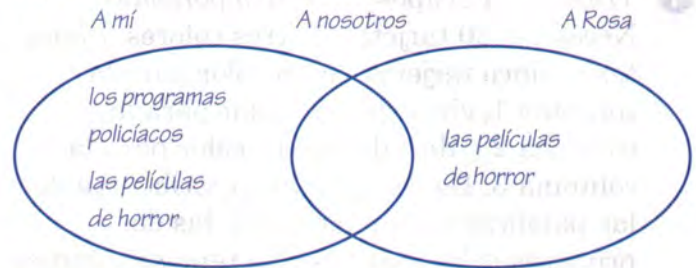 A mí A nosotros A Rosa
los programas
policíacos
las películas
de horror
las películas
de horror